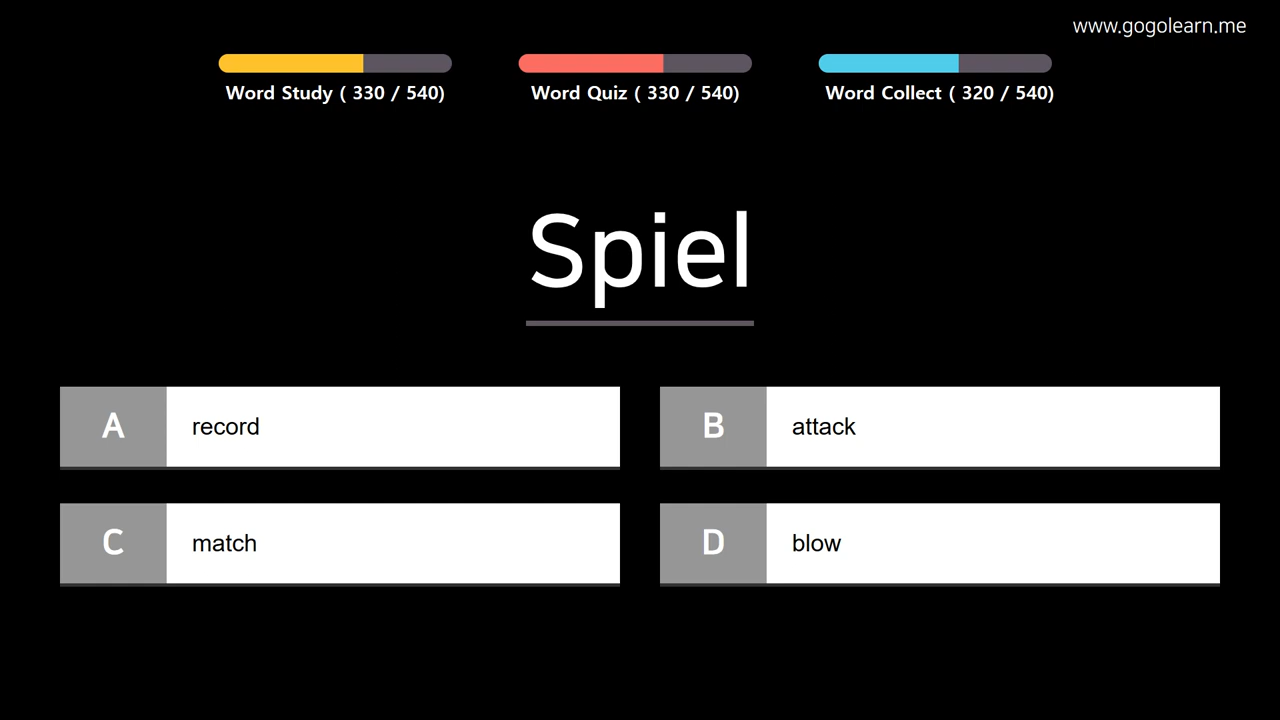 www.gogolearn.me
Word Study ( 330 / 540)
Word Quiz ( 330 / 540)
Word Collect ( 320 / 540)
Spiel
A record
B attack
C match
D blow